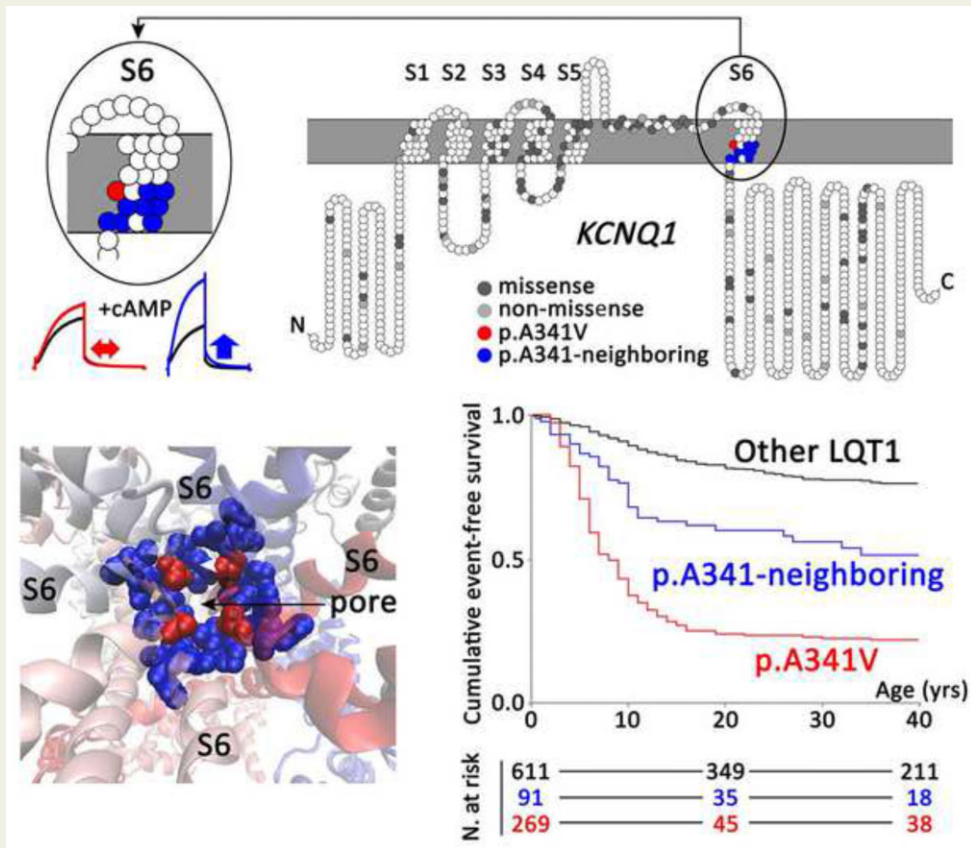 S6
S1 S2 S3 S4 S5 S6
KCNQ1
missense
non-missense
p.A341V
p.A341-neighboring
N
C
+cAMP
S6
S6
S6
pore
S6
Cumulative event-free survival
1.0
0.5
0.0
Other LQT1
p.A341-neighboring
p.A341V
Age (yrs)
0 10 20 30 40
N. at risk
611 349 211
91 35 18
269 45 38